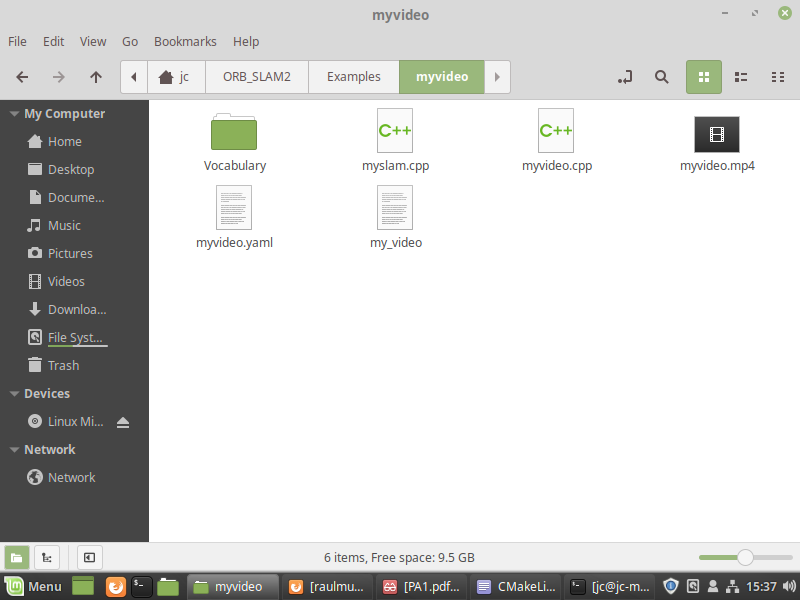 myvideo
File Edit View Go Bookmarks Help
jc ORB_SLAM2 Examples myvideo
My Computer
Home
Desktop
Docume...
Music
Pictures
Videos
Downloa...
File Syst...
Trash
Devices
Linux Mi...
Network
Network
Vocabulary
C++
myslam.cpp
C++
myvideo.cpp
myvideo.mp4
myvideo.yaml
my_video
6 items, Free space: 9.5 GB
Menu myvideo [raulmu... [PA1.pdf... CMakeLi... [jc@jc-m... 15:37